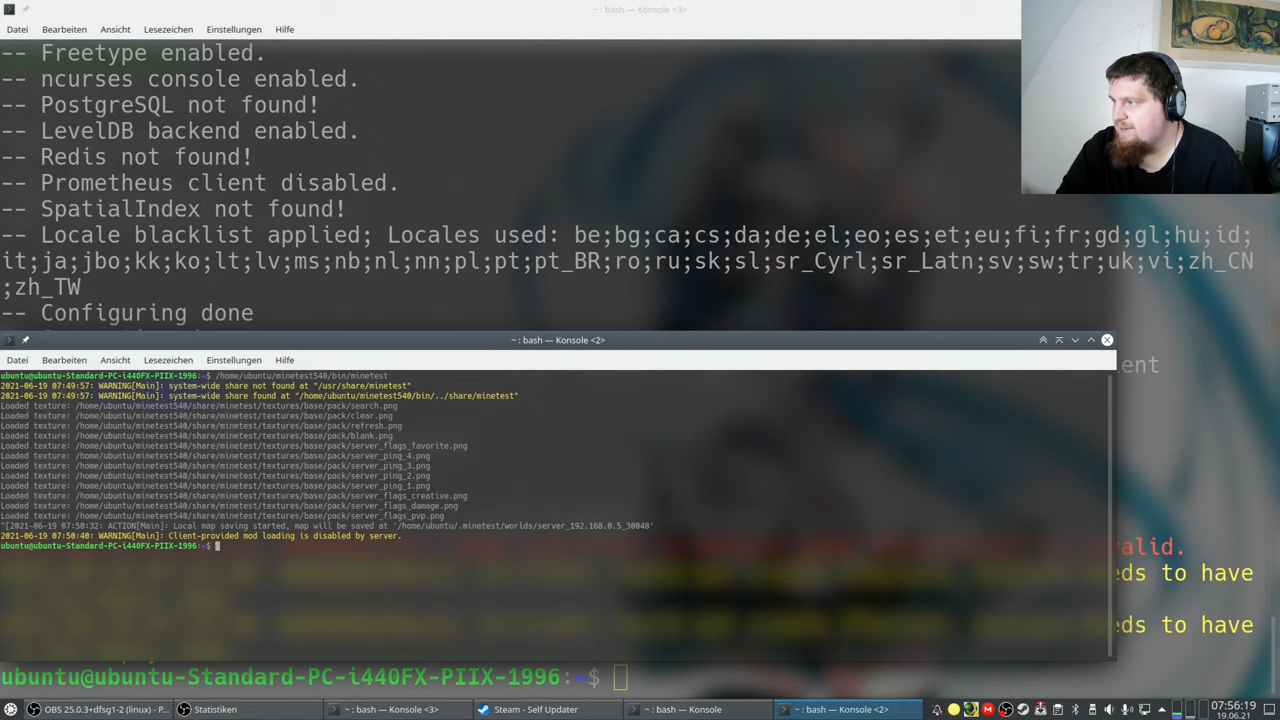 ~ : bash — Konsole <3>
Datei Bearbeiten Ansicht Lesezeichen Einstellungen Hilfe
-- Freetype enabled.
-- ncurses console enabled.
-- PostgreSQL not found!
-- LevelDB backend enabled.
-- Redis not found!
-- Prometheus client disabled.
-- SpatialIndex not found!
-- Locale blacklist applied; Locales used: be;bg;ca;cs;da;de;el;eo;es;et;eu;fi;fr;gd;gl;hu;id;
it;ja;jbo;kk;ko;lt;lv;ms;nb;nl;nn;pl;pt;pt_BR;ro;ru;sk;sl;sr_Cyrl;sr_Latn;sv;sw;tr;uk;vi;zh_CN
;zh_TW
-- Configuring done
~ : bash — Konsole <2>
Datei Bearbeiten Ansicht Lesezeichen Einstellungen Hilfe
ubuntu@ubuntu-Standard-PC-i440FX-PIIX-1996:~$ /home/ubuntu/minetest540/bin/minetest
2021-06-19 07:49:57: WARNING[Main]: system-wide share not found at "/usr/share/minetest"
2021-06-19 07:49:57: WARNING[Main]: system-wide share found at "/home/ubuntu/minetest540/bin/../share/minetest"
Loaded texture: /home/ubuntu/minetest540/share/minetest/textures/base/pack/search.png
Loaded texture: /home/ubuntu/minetest540/share/minetest/textures/base/pack/clear.png
Loaded texture: /home/ubuntu/minetest540/share/minetest/textures/base/pack/refresh.png
Loaded texture: /home/ubuntu/minetest540/share/minetest/textures/base/pack/blank.png
Loaded texture: /home/ubuntu/minetest540/share/minetest/textures/base/pack/server_flags_favorite.png
Loaded texture: /home/ubuntu/minetest540/share/minetest/textures/base/pack/server_ping_4.png
Loaded texture: /home/ubuntu/minetest540/share/minetest/textures/base/pack/server_ping_3.png
Loaded texture: /home/ubuntu/minetest540/share/minetest/textures/base/pack/server_ping_2.png
Loaded texture: /home/ubuntu/minetest540/share/minetest/textures/base/pack/server_ping_1.png
Loaded texture: /home/ubuntu/minetest540/share/minetest/textures/base/pack/server_flags_creative.png
Loaded texture: /home/ubuntu/minetest540/share/minetest/textures/base/pack/server_flags_damage.png
Loaded texture: /home/ubuntu/minetest540/share/minetest/textures/base/pack/server_flags_pvp.png
"[2021-06-19 07:50:32: ACTION[Main]: Local map saving started, map will be saved at '/home/ubuntu/.minetest/worlds/server_192.168.0.5_30048'
2021-06-19 07:50:40: WARNING[Main]: Client-provided mod loading is disabled by server.
ubuntu@ubuntu-Standard-PC-i440FX-PIIX-1996:~$
ent
valid.
eds to have
eds to have
ubuntu@ubuntu-Standard-PC-i440FX-PIIX-1996:~$
OBS 25.0.3+dfsg1-2 (linux) - P... Statistiken ~ : bash — Konsole <3> Steam - Self Updater ~ : bash — Konsole ~ : bash — Konsole <2> 07:56:19
19.06.21